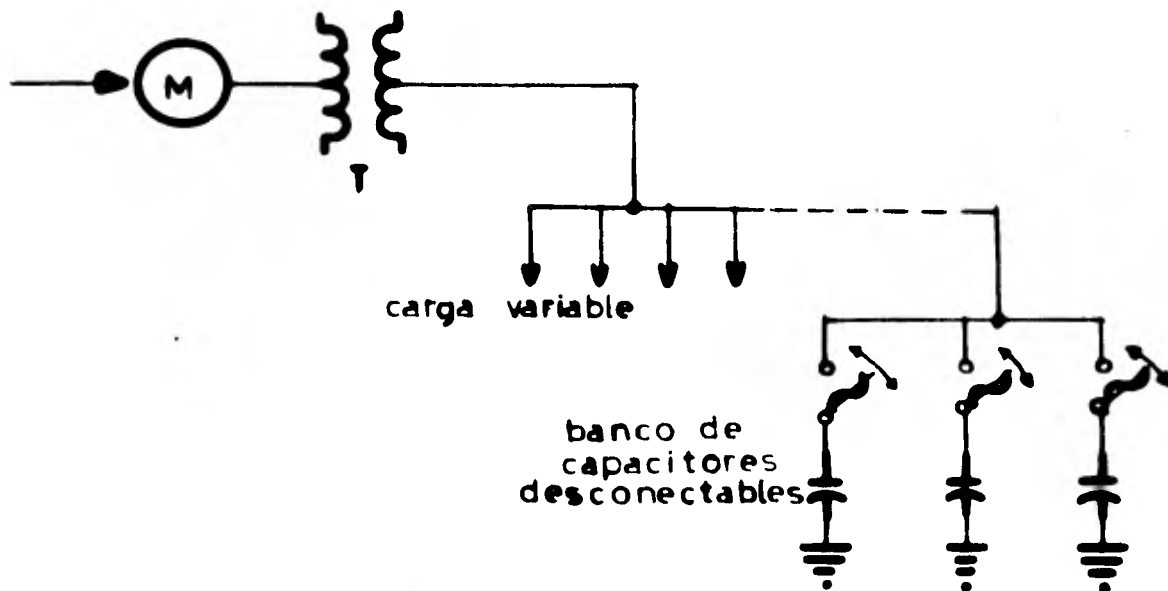 M
T
carga variable
banco de
capacitores
desconectables